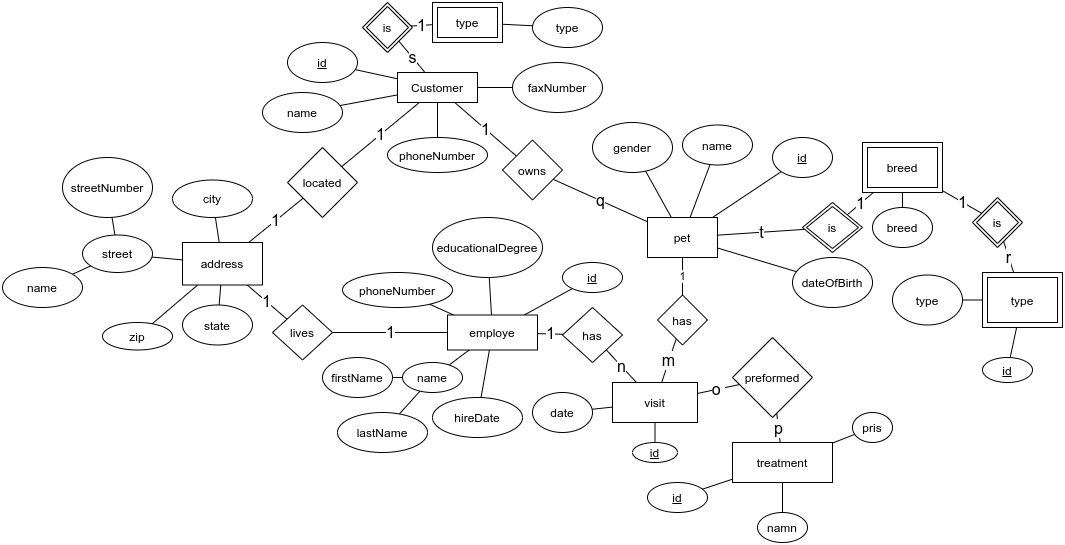 is
1
type
type
s
id
Customer
faxNumber
name
1
1
phoneNumber
gender
name
id
breed
streetNumber
located
owns
city
q
1
1
breed
is
1
street
address
educationalDegree
pet
t
is
r
name
1
phoneNumber
id
1
dateOfBirth
type
type
zip
state
lives
1
employe
1
has
has
id
firstName
name
n
m
preformed
lastName
hireDate
date
visit
o
id
p
pris
treatment
id
namn